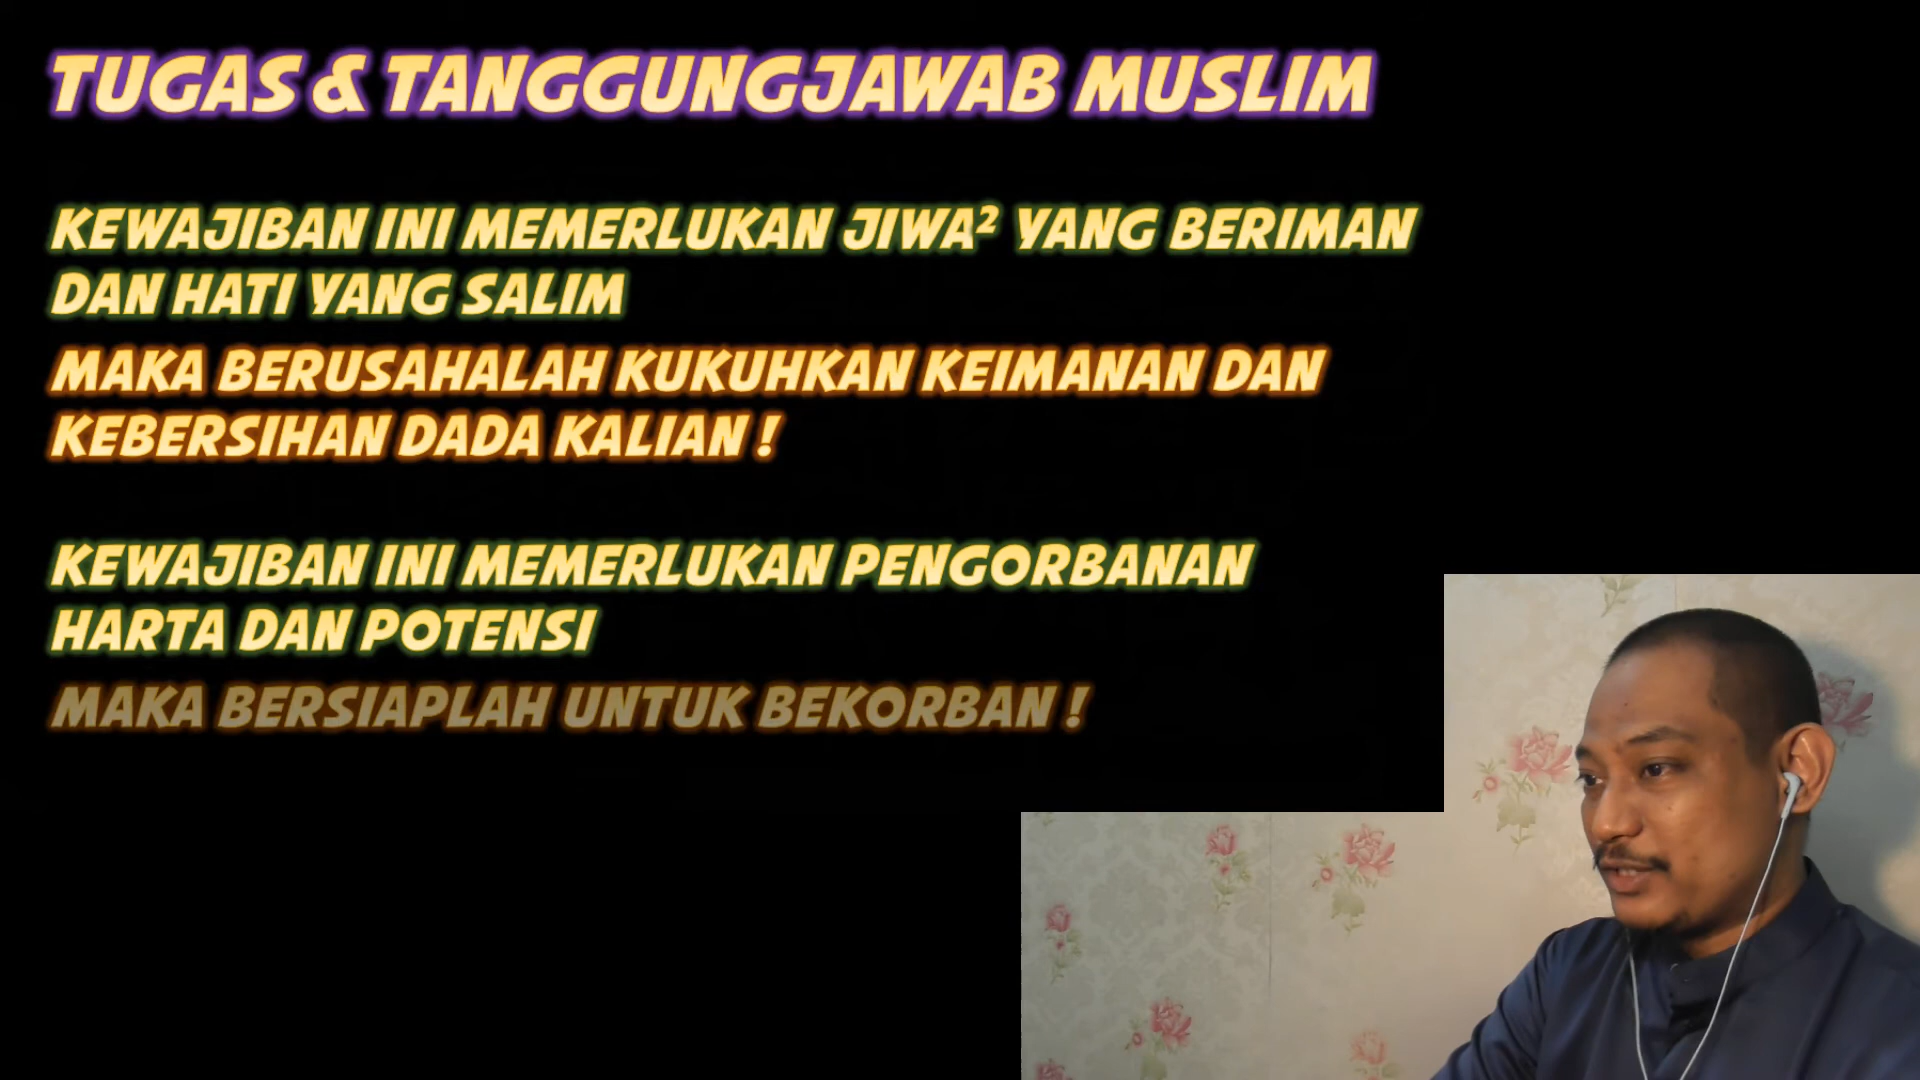 TUGAS & TANGGUNGJAWAB MUSLIM
KEWAJIBAN INI MEMERLUKAN JIWA² YANG BERIMAN
DAN HATI YANG SALIM
MAKA BERUSAHALAH KUKUHKAN KEIMANAN DAN
KEBERSIHAN DADA KALIAN !
KEWAJIBAN INI MEMERLUKAN PENGORBANAN
HARTA DAN POTENSI
MAKA BERSIAPLAH UNTUK BEKORBAN !